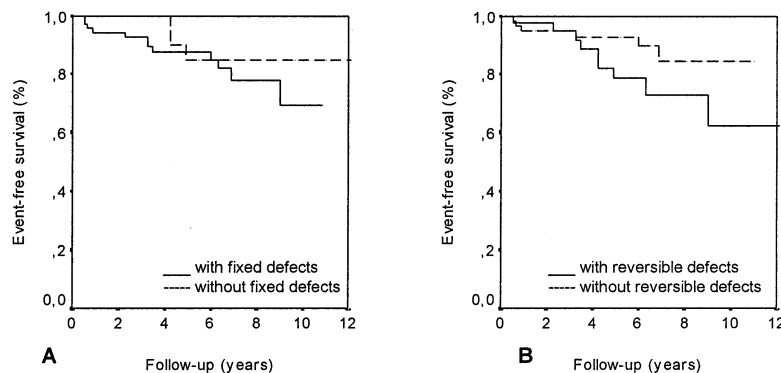 Event-free survival (%)
1,0
,8
,6
,4
,2
0,0
with fixed defects
without fixed defects
0 2 4 6 8 10 12
A
Follow-up (years)
Event-free survival (%)
1,0
,8
,6
,4
,2
0,0
with reversible defects
without reversible defects
0 2 4 6 8 10 12
B
Follow-up (years)